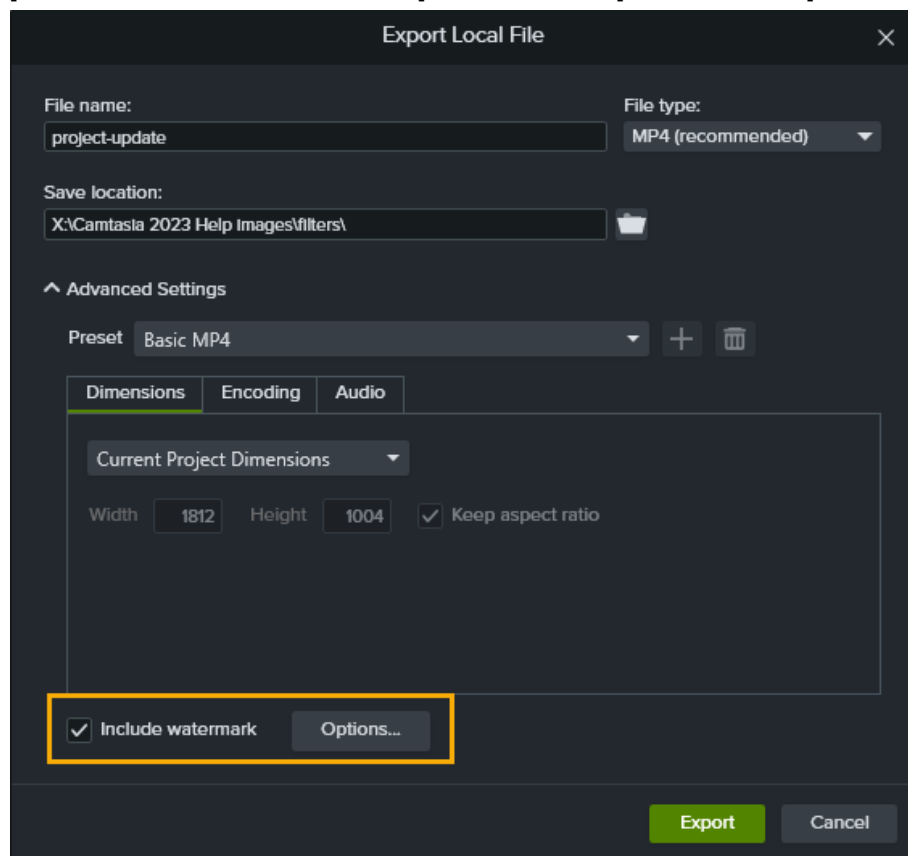 Export Local File
File name:
File type:
project-update
MP4 (recommended)
Save location:
X:\Camtasia 2023 Help Images\filters\
Advanced Settings
Preset Basic MP4
Dimensions Encoding Audio
Current Project Dimensions
Width 1812 Height 1004 Keep aspect ratio
Include watermark Options...
Export Cancel